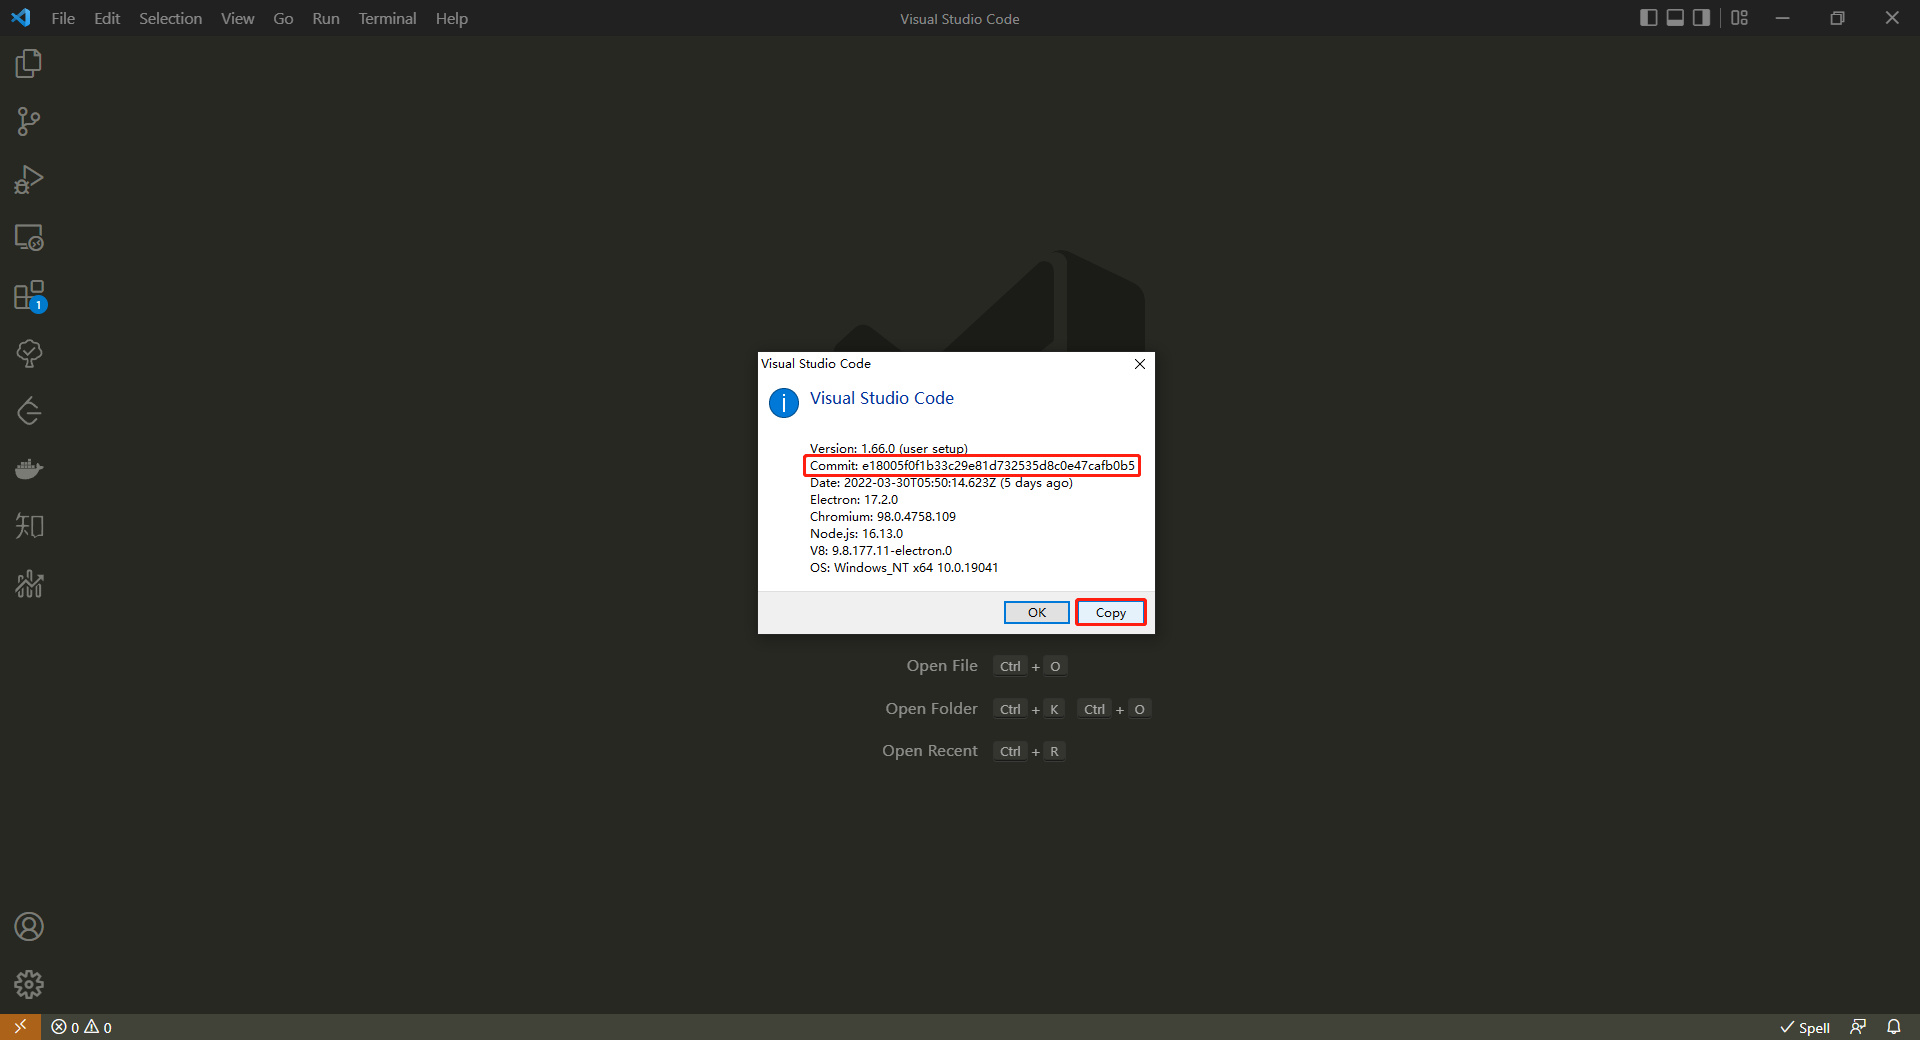 File Edit Selection View Go Run Terminal Help
Visual Studio Code
1
知
Visual Studio Code
Visual Studio Code
Version: 1.66.0 (user setup)
Commit: e18005f0f1b33c29e81d732535d8c0e47cafb0b5
Date: 2022-03-30T05:50:14.623Z (5 days ago)
Electron: 17.2.0
Chromium: 98.0.4758.109
Node.js: 16.13.0
V8: 9.8.177.11-electron.0
OS: Windows_NT x64 10.0.19041
OK Copy
Open File Ctrl + O
Open Folder Ctrl + K Ctrl + O
Open Recent Ctrl + R
0 0 Spell